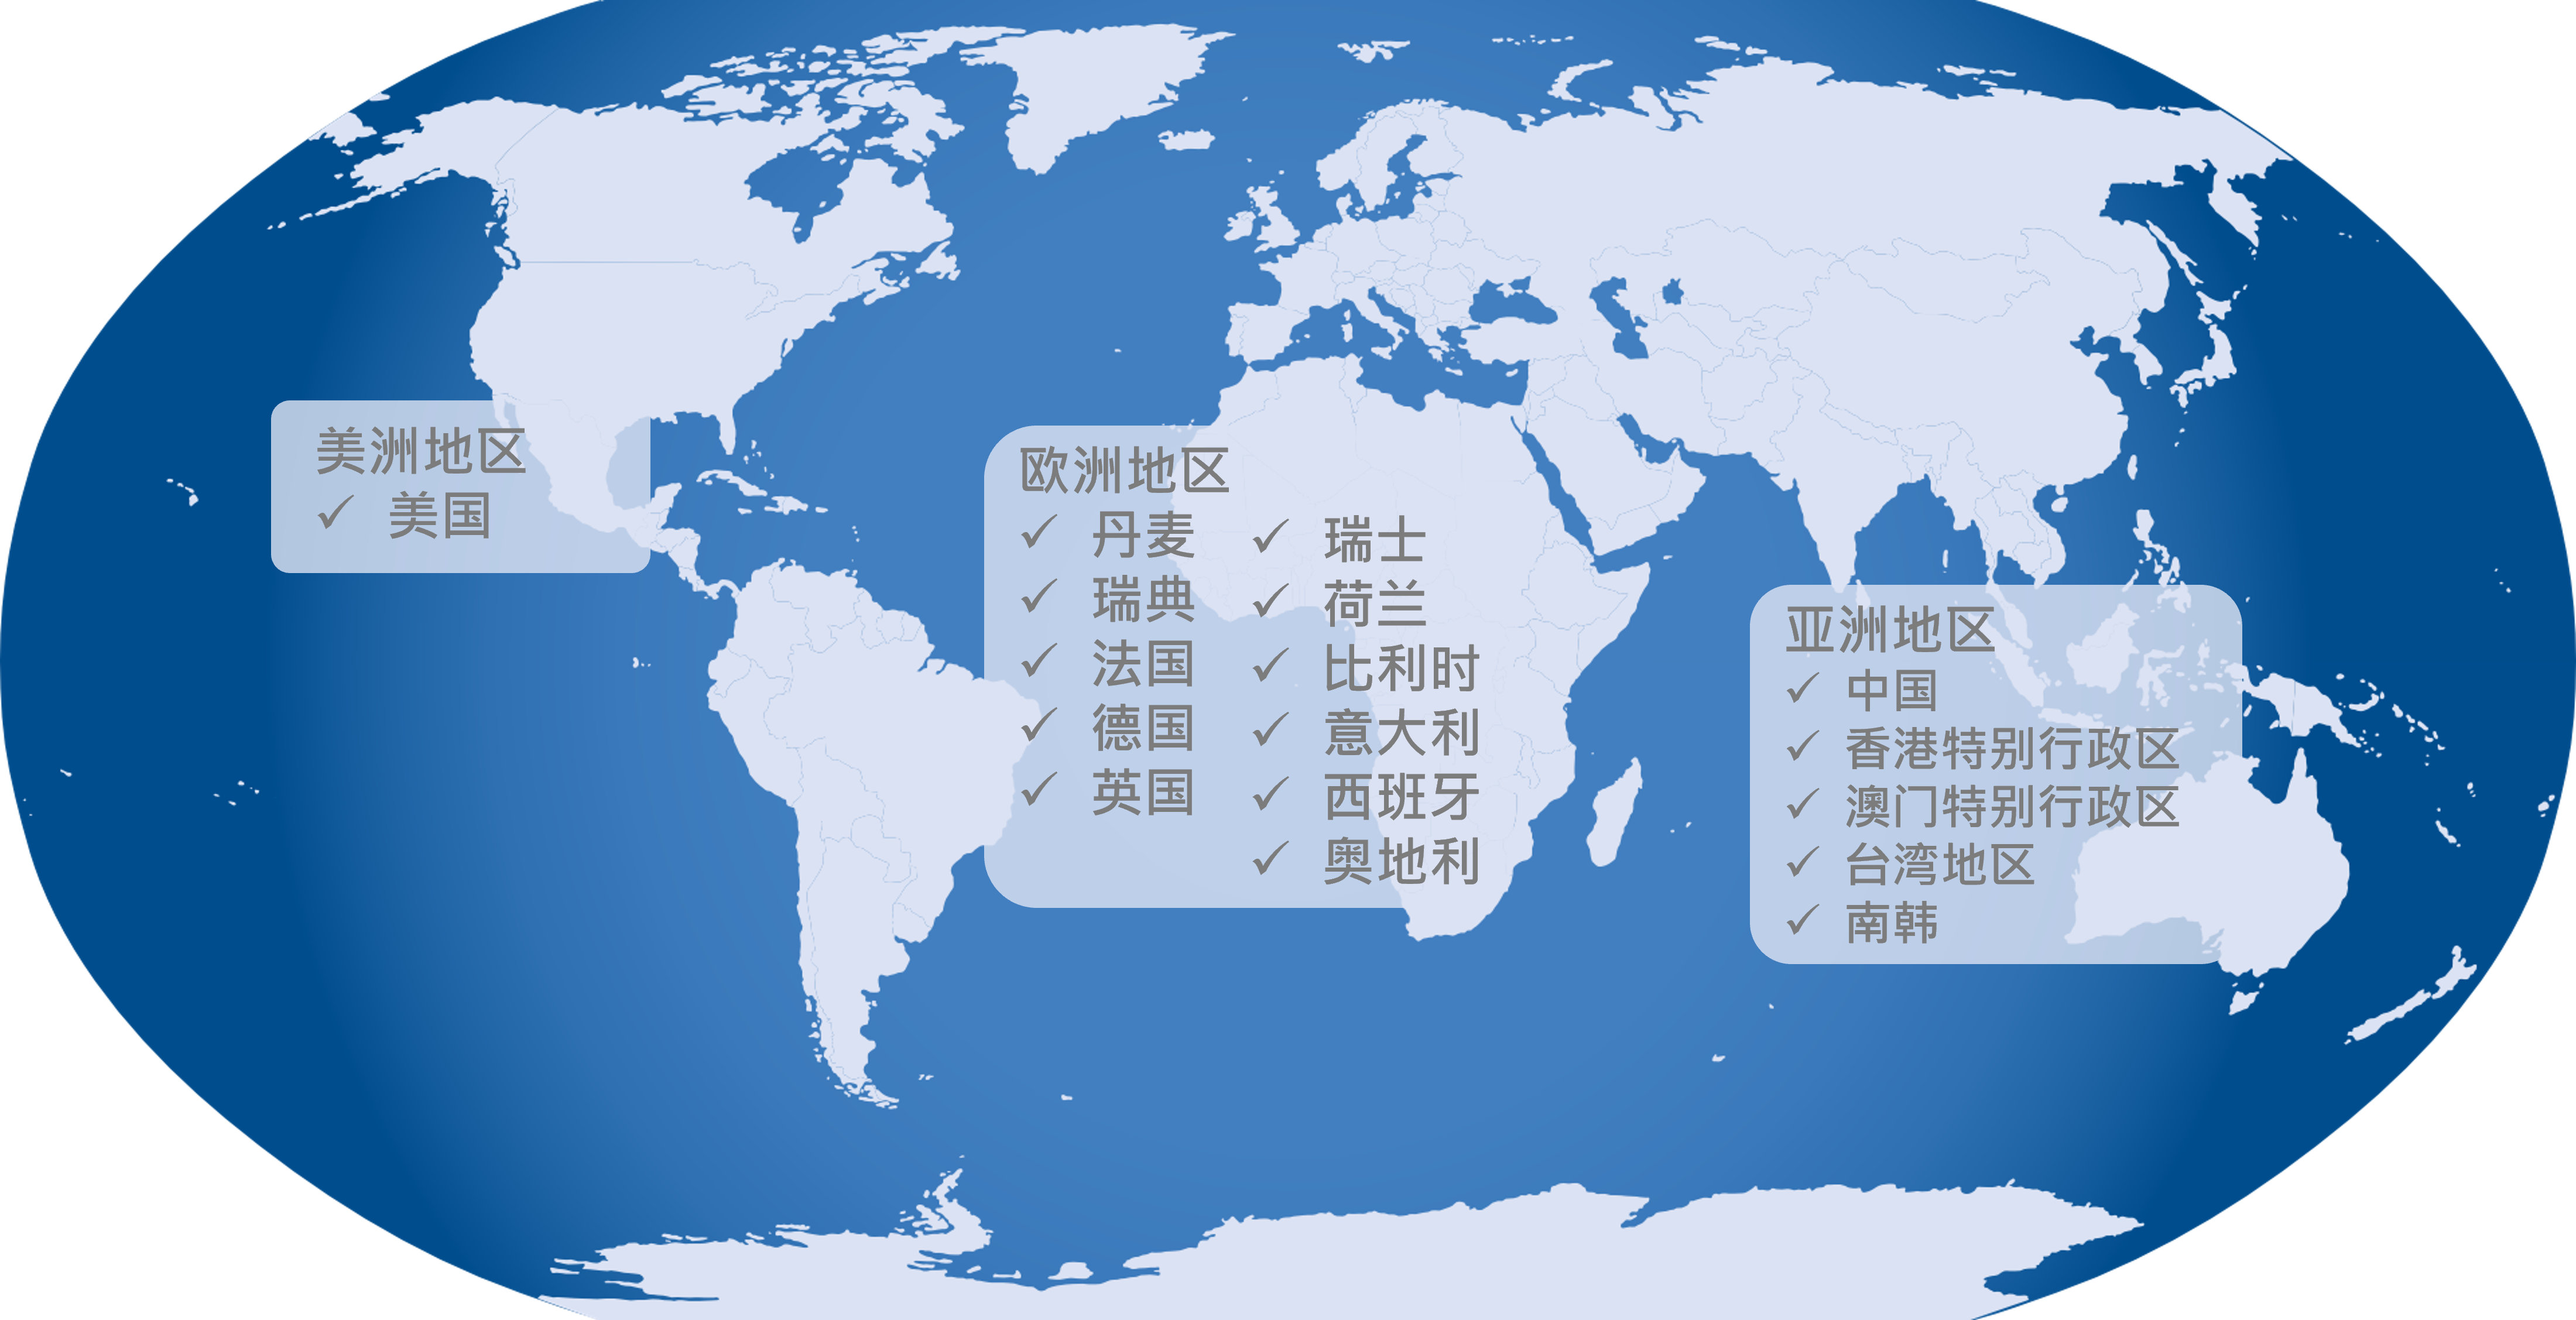 美洲地区
✓ 美国
欧洲地区
✓ 丹麦
✓ 瑞典
✓ 法国
✓ 德国
✓ 英国
✓ 瑞士
✓ 荷兰
✓ 比利时
✓ 意大利
✓ 西班牙
✓ 奥地利
亚洲地区
✓ 中国
✓ 香港特别行政区
✓ 澳门特别行政区
✓ 台湾地区
✓ 南韩